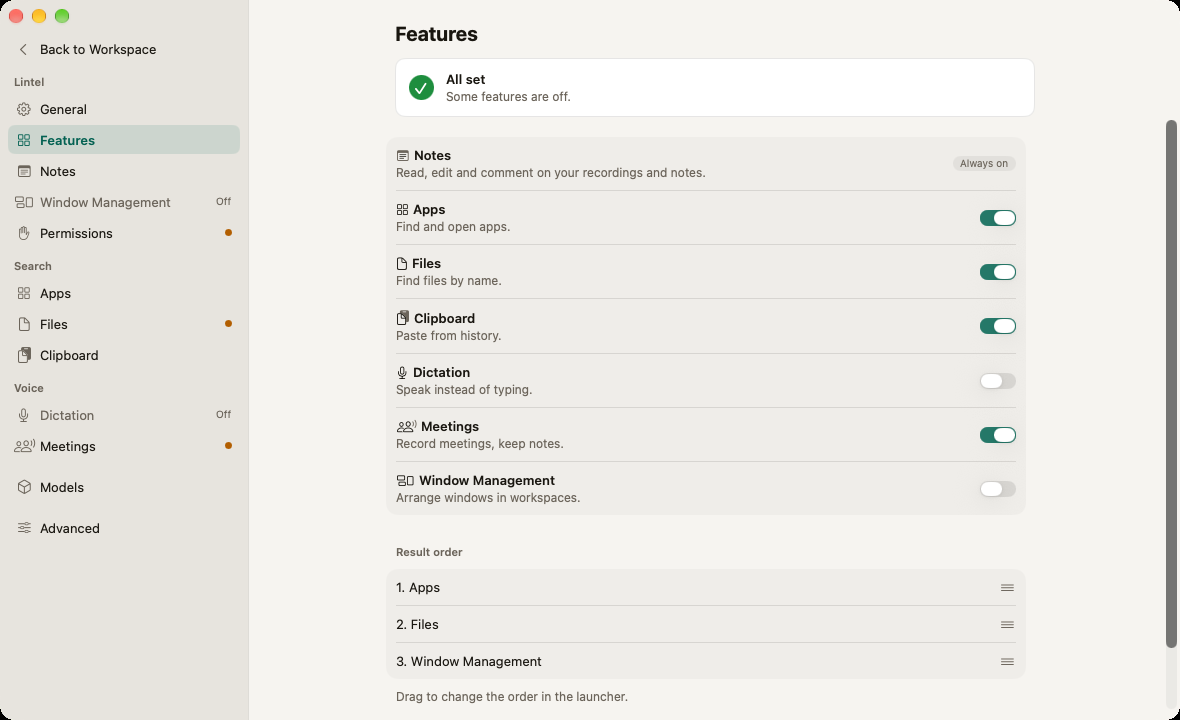 Back to Workspace
Lintel
General
Features
Notes
Window Management Off
Permissions
Search
Apps
Files
Clipboard
Voice
Dictation Off
Meetings
Models
Advanced
Features
All set
Some features are off.
Notes
Read, edit and comment on your recordings and notes.
Always on
Apps
Find and open apps.
Files
Find files by name.
Clipboard
Paste from history.
Dictation
Speak instead of typing.
Meetings
Record meetings, keep notes.
Window Management
Arrange windows in workspaces.
Result order
1. Apps
2. Files
3. Window Management
Drag to change the order in the launcher.